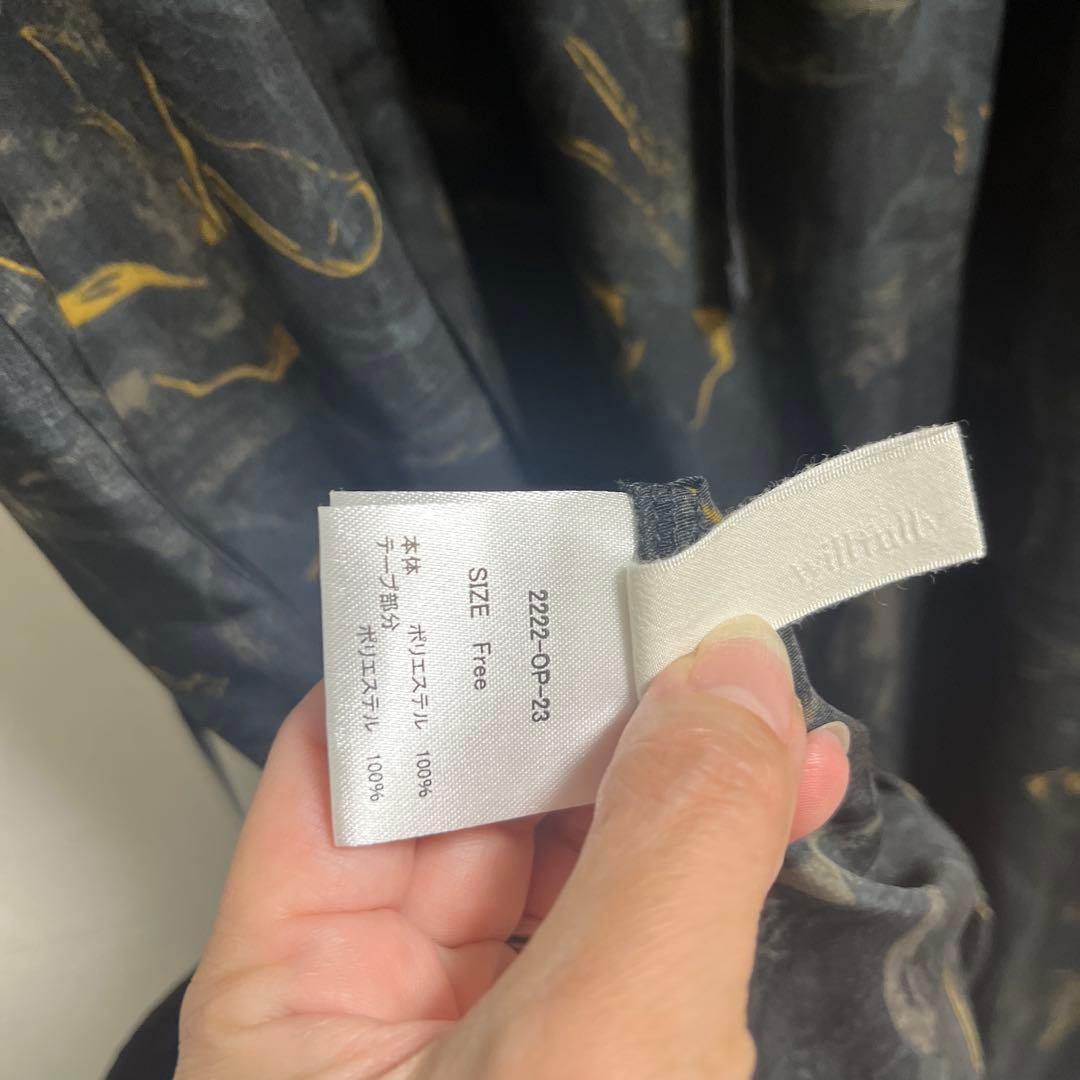 2222-OP-23
SIZE Free
本体 ポリエステル 100%
テープ部分
ポリエステル 100%
willfully